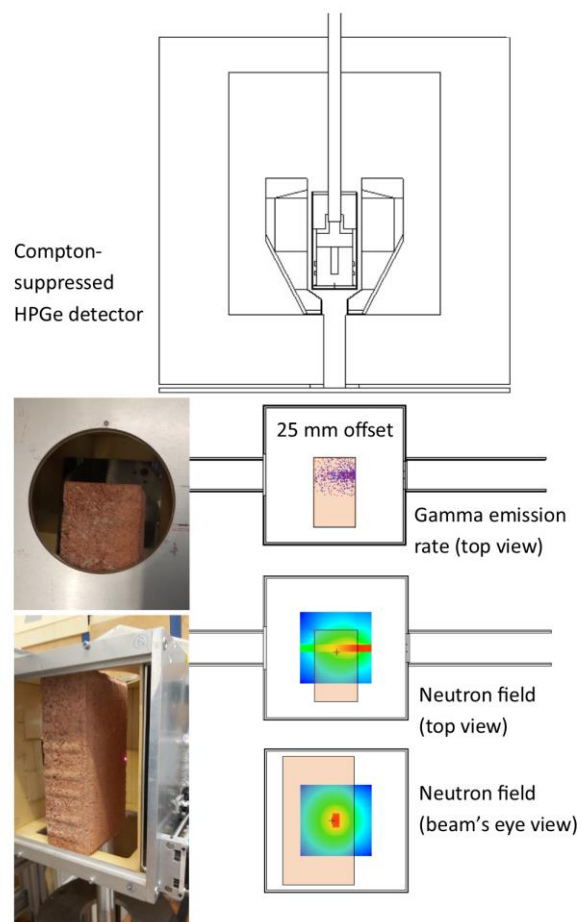 Compton-
suppressed
HPGe detector
25 mm offset
Gamma emission
rate (top view)
Neutron field
(top view)
Neutron field
(beam's eye view)